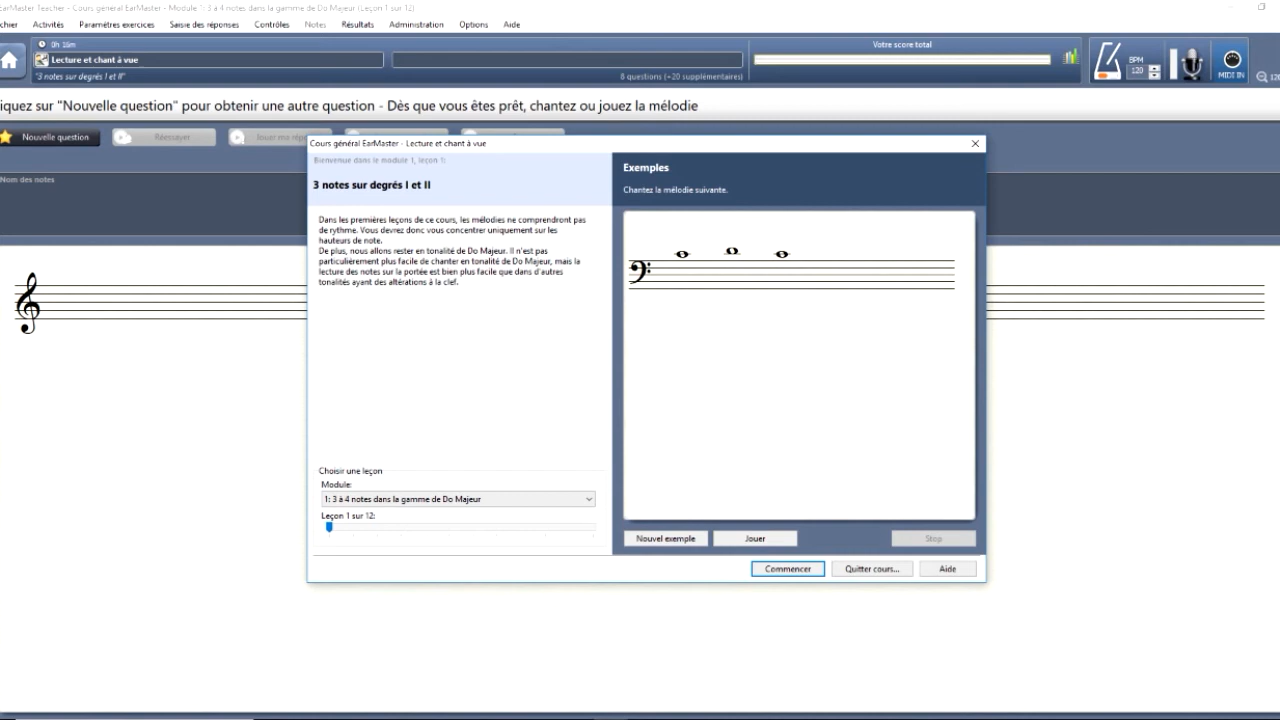 EarMaster Teacher - Cours général EarMaster - Module 1: 3 à 4 notes dans la gamme de Do Majeur (Leçon 1 sur 12)
chier Activités Paramètres exercices Saisie des réponses Contrôles Notes Résultats Administration Options Aide
0h 16m
Lecture et chant à vue
"3 notes sur degrés I et II"
8 questions (+20 supplémentaires)
Votre score total
BPM
120
MIDI IN
120
iquez sur "Nouvelle question" pour obtenir une autre question - Dès que vous êtes prêt, chantez ou jouez la mélodie
Nouvelle question Réessayer Jouer ma répo
Nom des notes
Cours général EarMaster - Lecture et chant à vue
Bienvenue dans le module 1, leçon 1:
3 notes sur degrés I et II
Dans les premières leçons de ce cours, les mélodies ne comprendront pas
de rythme. Vous devrez donc vous concentrer uniquement sur les
hauteurs de note.
De plus, nous allons rester en tonalité de Do Majeur. Il n'est pas
particulièrement plus facile de chanter en tonalité de Do Majeur, mais la
lecture des notes sur la portée est bien plus facile que dans d'autres
tonalités ayant des altérations à la clef.
Choisir une leçon
Module:
1: 3 à 4 notes dans la gamme de Do Majeur
Leçon 1 sur 12:
Exemples
Chantez la mélodie suivante.
Nouvel exemple Jouer Stop
Commencer Quitter cours... Aide